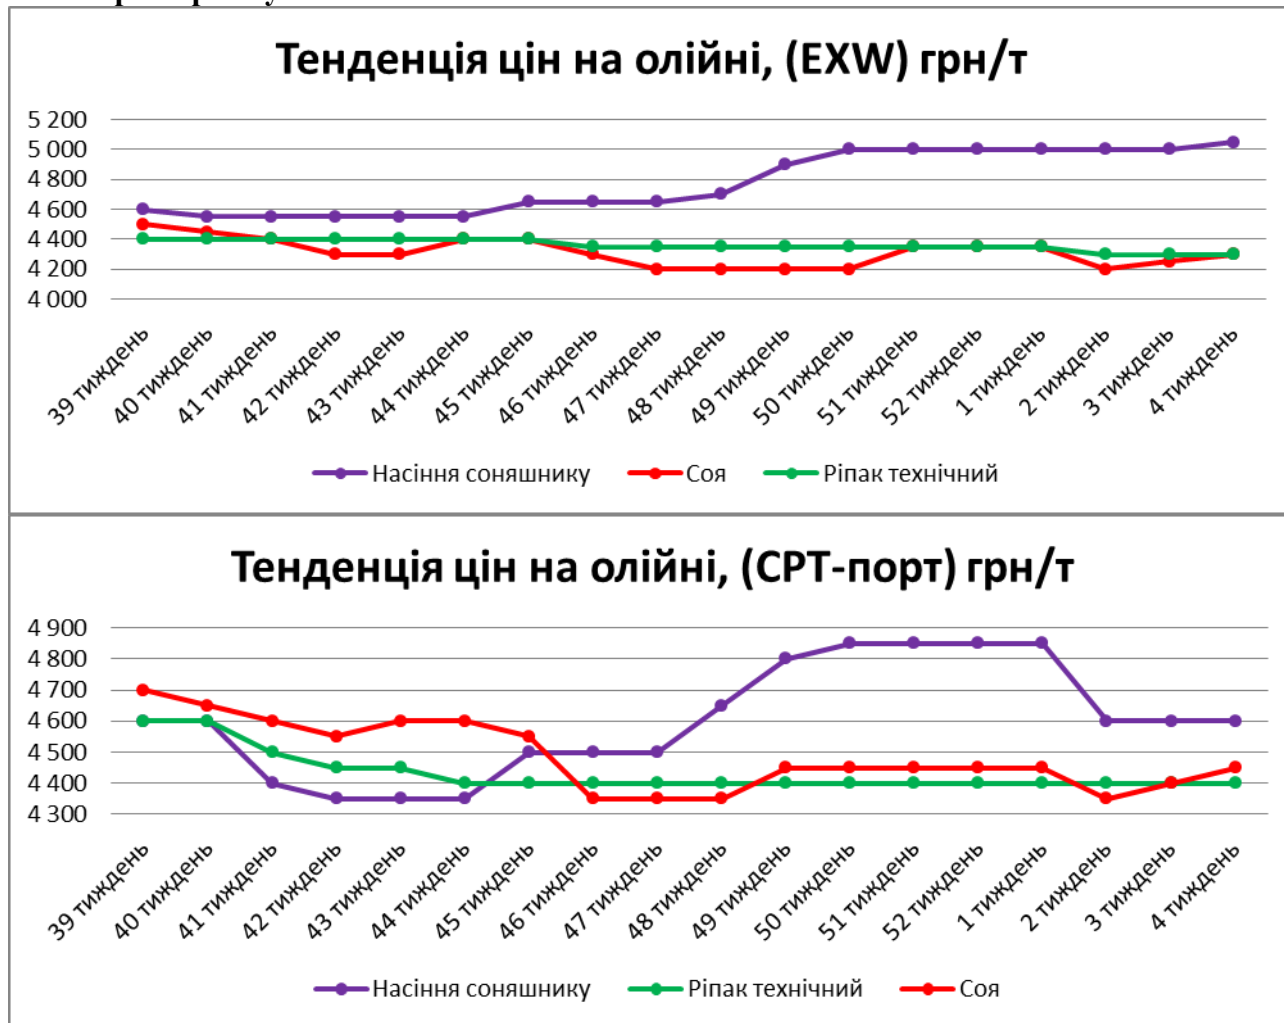 Тенденція цін на олійні, (EXW) грн/т
5 200
5 000
4 800
4 600
4 400
4 200
4 000
39 тиждень
40 тиждень
41 тиждень
42 тиждень
43 тиждень
44 тиждень
45 тиждень
46 тиждень
47 тиждень
48 тиждень
49 тиждень
50 тиждень
51 тиждень
52 тиждень
1 тиждень
2 тиждень
3 тиждень
4 тиждень
Насіння соняшнику Соя Ріпак технічний
Тенденція цін на олійні, (CPT-порт) грн/т
4 900
4 800
4 700
4 600
4 500
4 400
4 300
39 тиждень
40 тиждень
41 тиждень
42 тиждень
43 тиждень
44 тиждень
45 тиждень
46 тиждень
47 тиждень
48 тиждень
49 тиждень
50 тиждень
51 тиждень
52 тиждень
1 тиждень
2 тиждень
3 тиждень
4 тиждень
Насіння соняшнику Ріпак технічний Соя